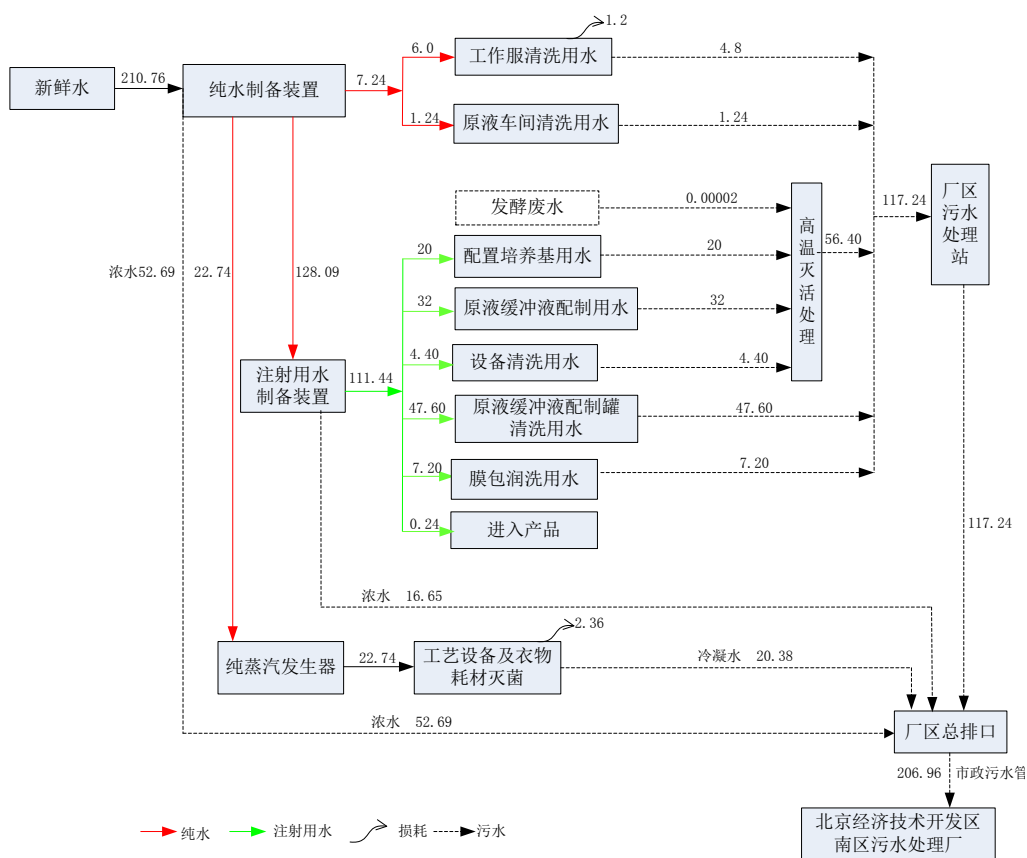 1.2
6.0
工作服清洗用水
4.8
新鲜水
210.76
纯水制备装置
7.24
1.24
原液车间清洗用水
1.24
发酵废水
0.00002
高温灭活处理
56.40
117.24
厂区
污水
处理
站
浓水52.69
22.74
128.09
20
配置培养基用水
20
32
原液缓冲液配制用水
32
注射用水
制备装置
111.44
4.40
设备清洗用水
4.40
47.60
原液缓冲液配制罐
清洗用水
47.60
7.20
膜包润洗用水
7.20
0.24
进入产品
117.24
浓水 16.65
2.36
纯蒸汽发生器
22.74
工艺设备及衣物
耗材灭菌
冷凝水 20.38
浓水 52.69
厂区总排口
206.96 市政污水管
纯水
注射用水
损耗
污水
北京经济技术开发区
南区污水处理厂